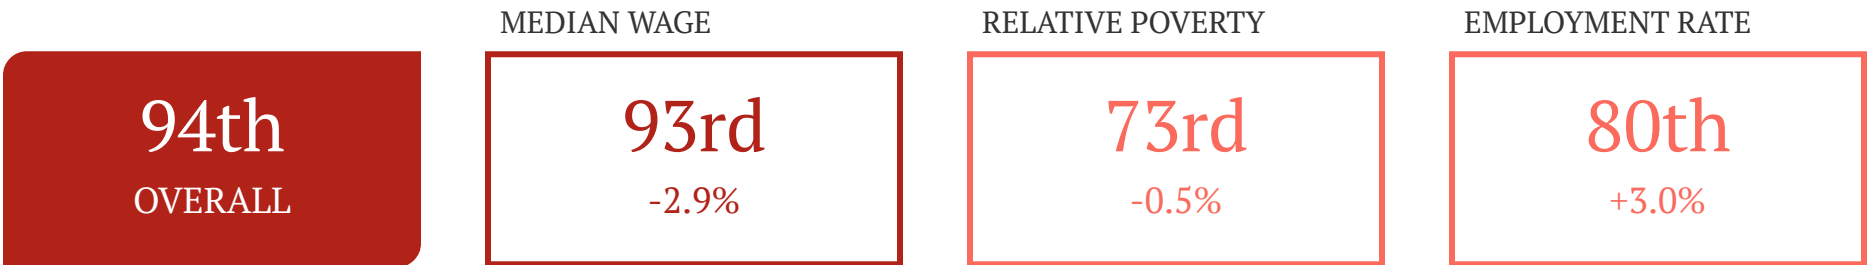 MEDIAN WAGE
RELATIVE POVERTY
EMPLOYMENT RATE
94th
OVERALL
93rd
-2.9%
73rd
-0.5%
80th
+3.0%